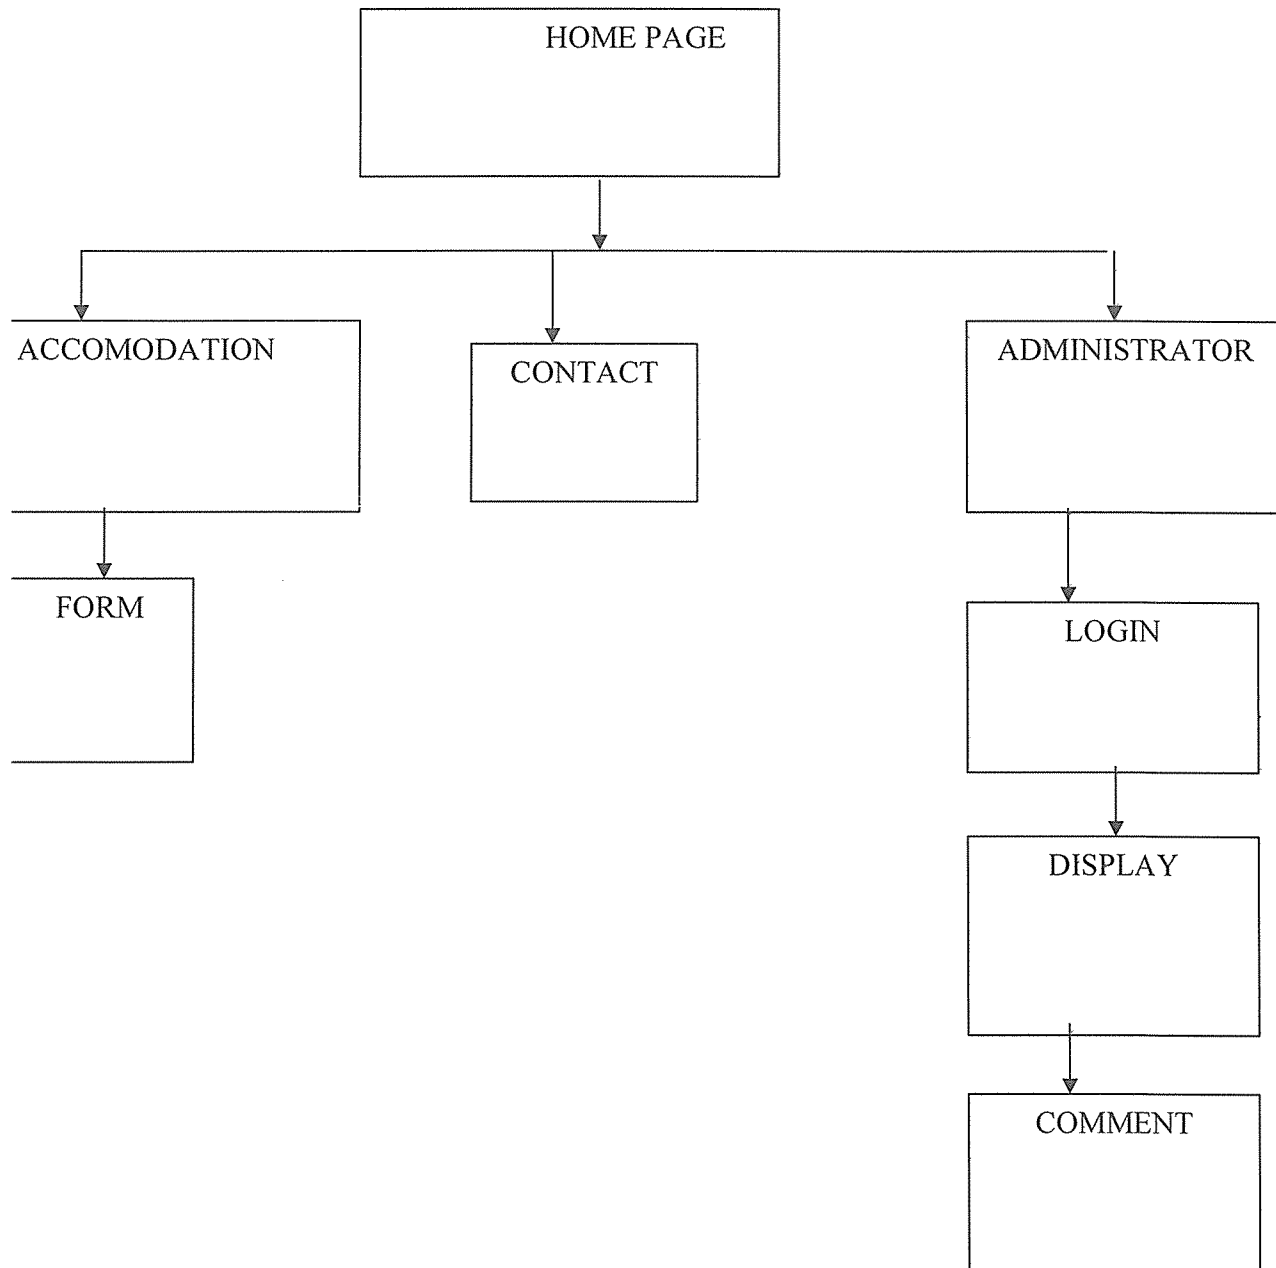 HOME PAGE
ACCOMODATION
CONTACT
ADMINISTRATOR
FORM
LOGIN
DISPLAY
COMMENT